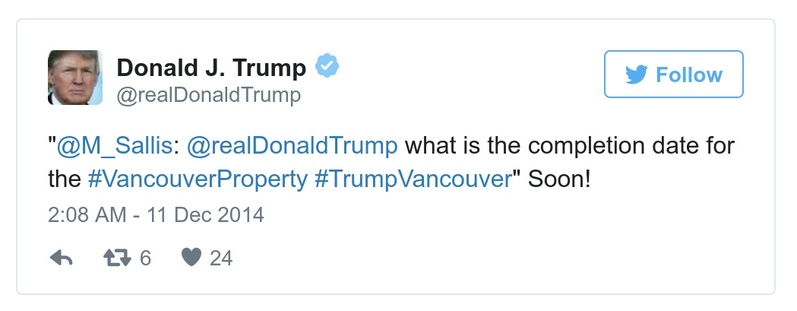 Donald J. Trump
@realDonaldTrump
Follow
"@M_Sallis: @realDonaldTrump what is the completion date for
the #VancouverProperty #TrumpVancouver" Soon!
2:08 AM - 11 Dec 2014
6 24